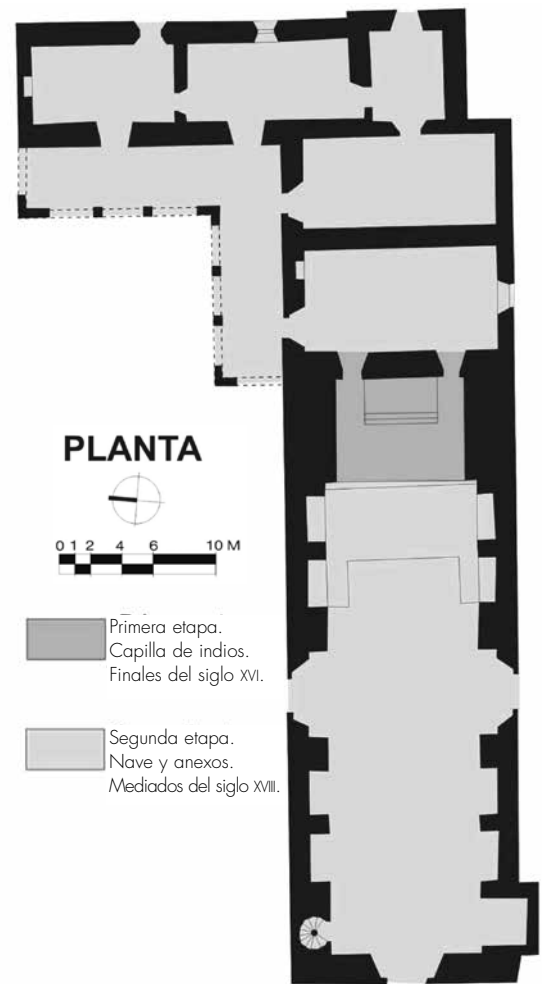 PLANTA
0 1 2 4 6 10 M
Primera etapa.
Capilla de indios.
Finales del siglo XVI.
Segunda etapa.
Nave y anexos.
Mediados del siglo XVIII.